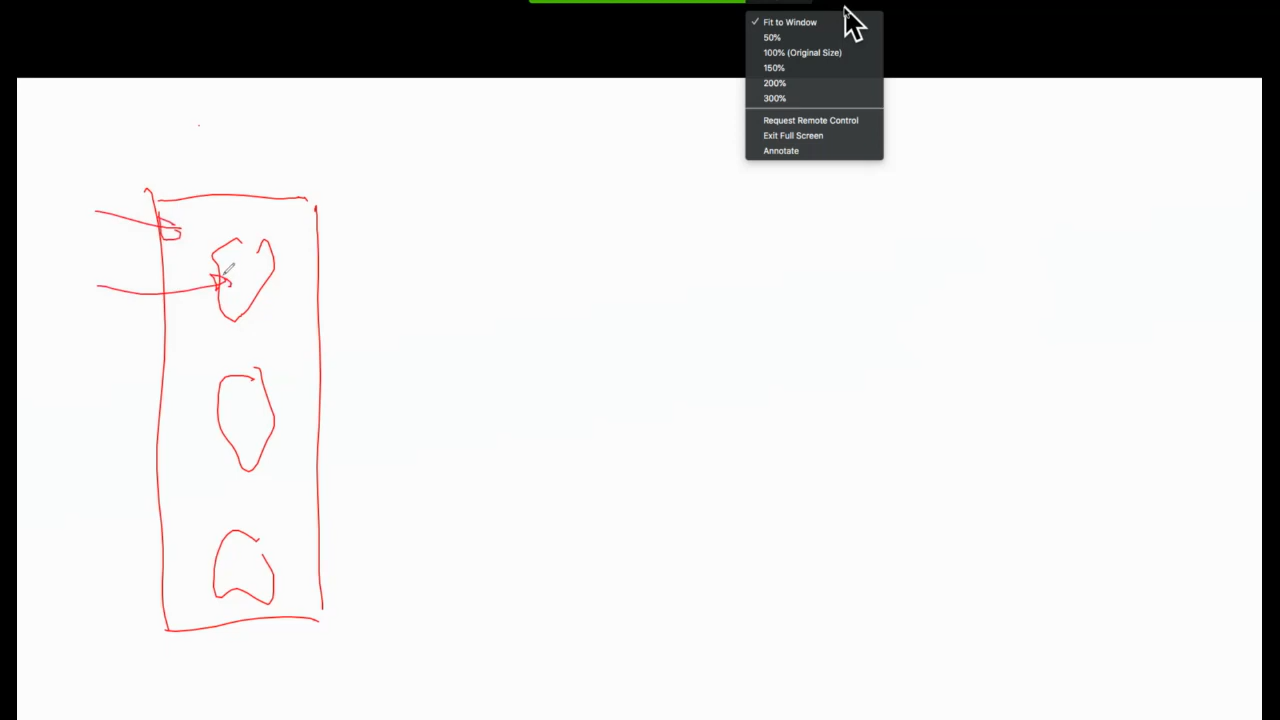 Fit to Window
50%
100% (Original Size)
150%
200%
300%
Request Remote Control
Exit Full Screen
Annotate